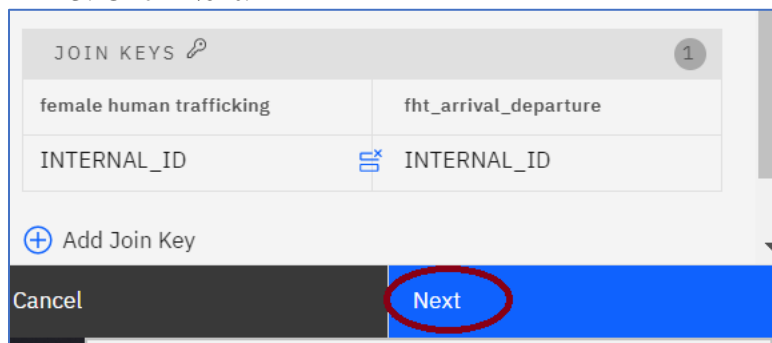 JOIN KEYS 1
female human trafficking fht_arrival_departure
INTERNAL_ID INTERNAL_ID
Add Join Key
Cancel Next